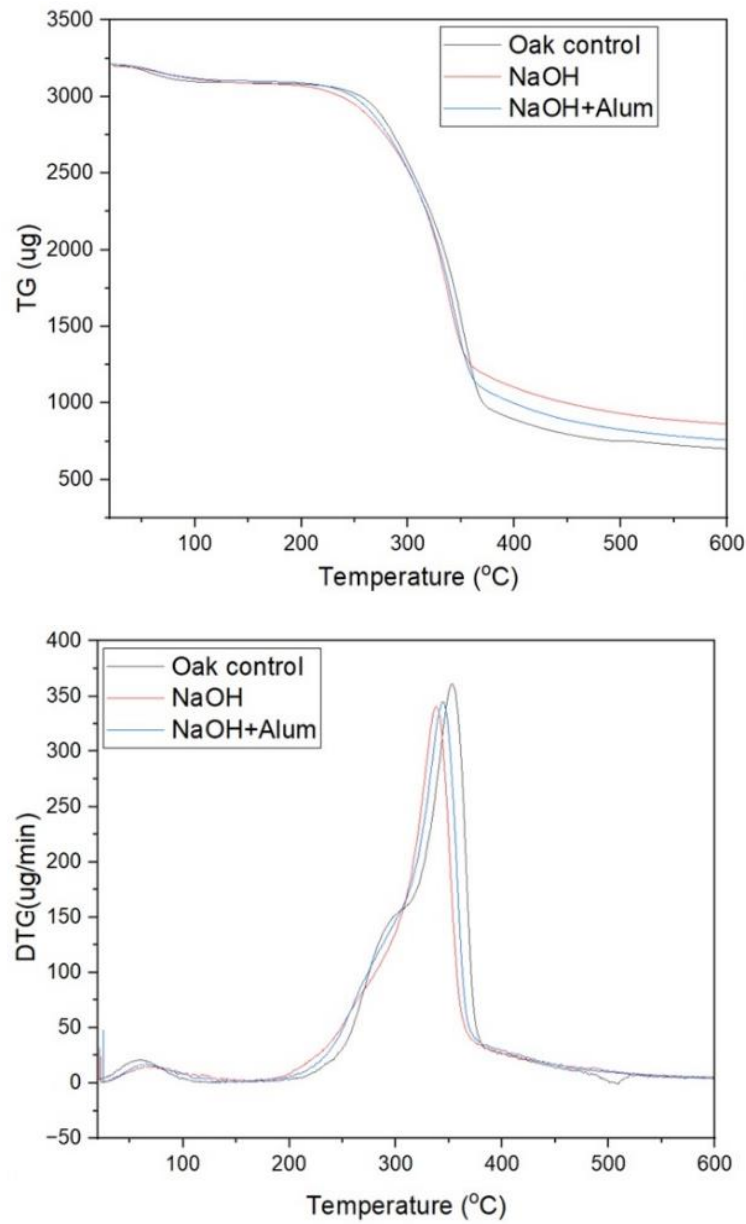 3500
3000
2500
2000
1500
1000
500
TG (ug)
Oak control
NaOH
NaOH+Alum
100 200 300 400 500 600
Temperature (°C)
400
350
300
250
200
150
100
50
0
−50
DTG(ug/min)
Oak control
NaOH
NaOH+Alum
100 200 300 400 500 600
Temperature (°C)